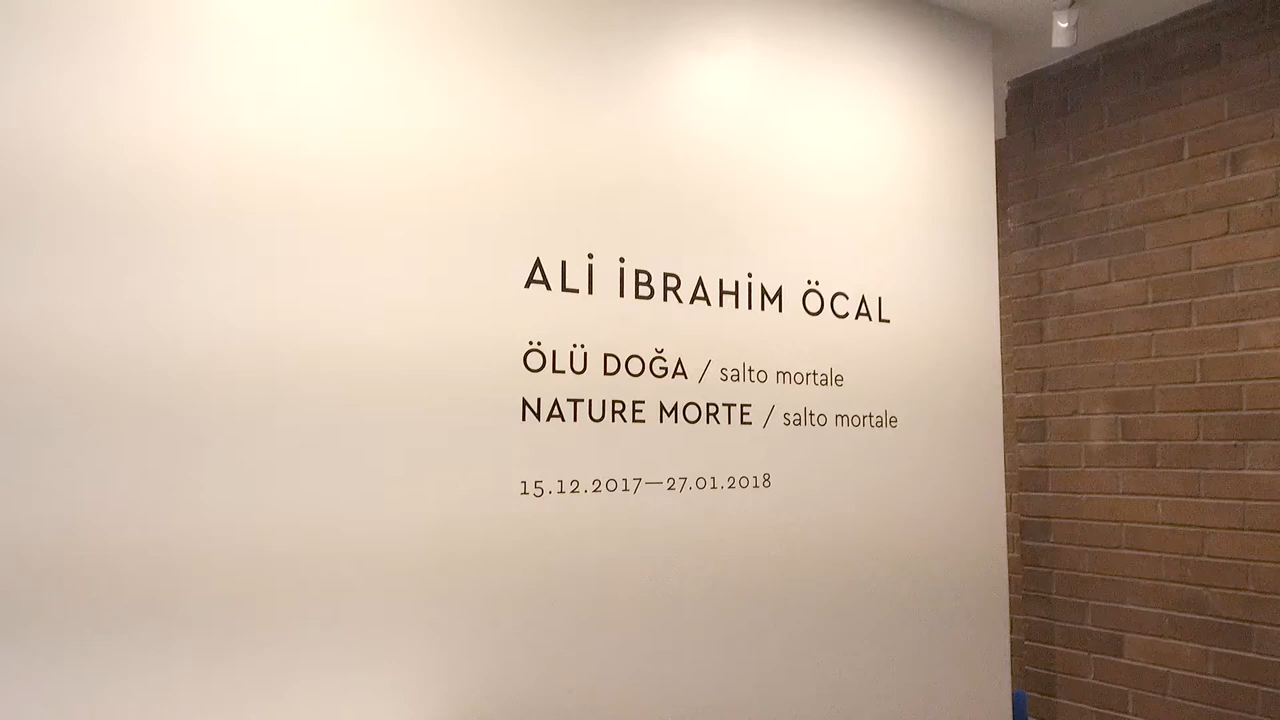 ALİ İBRAHİM ÖCAL
ÖLÜ DOĞA / salto mortale
NATURE MORTE / salto mortale
15.12.2017—27.01.2018